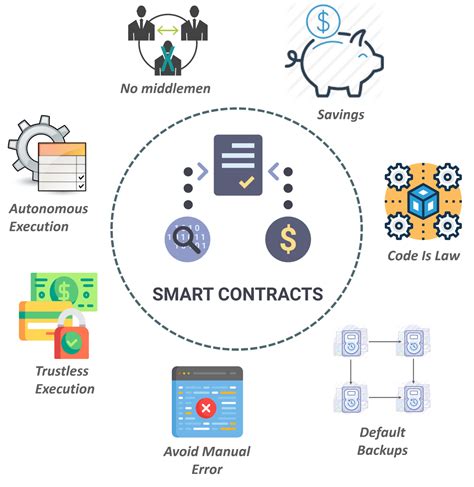 No middlemen
Savings
Autonomous
Execution
Code Is Law
SMART CONTRACTS
Trustless
Execution
Default
Backups
Avoid Manual
Error